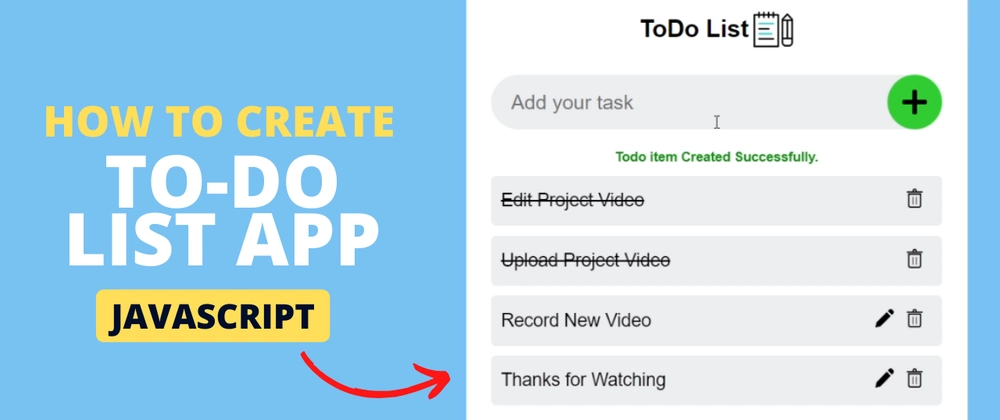 HOW TO CREATE
TO-DO
LIST APP
JAVASCRIPT
ToDo List
Add your task
Todo item Created Successfully.
Edit Project Video
Upload Project Video
Record New Video
Thanks for Watching